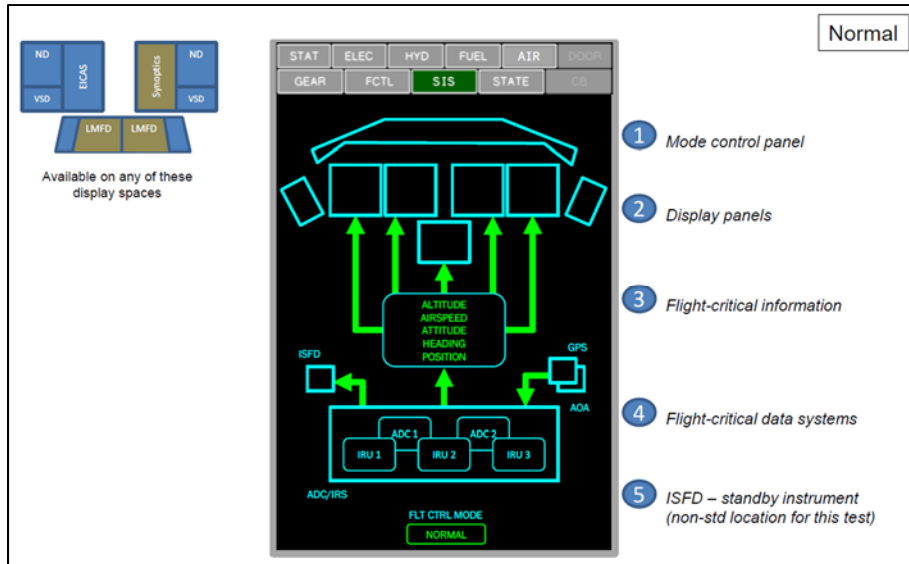 Normal
ND
EICAS
VSD
Synoptics
ND
VSD
LMFD
LMFD
Available on any of these
display spaces
STAT
ELEC
HYD
FUEL
AIR
DOOR
GEAR
FCTL
SIS
STATE
CB
ALTITUDE
AIRSPEED
ATTITUDE
HEADING
POSITION
ISFD
GPS
AOA
ADC 1
ADC 2
IRU 1
IRU 2
IRU 3
ADC/IRS
FLT CTRL MODE
NORMAL
1 Mode control panel
2 Display panels
3 Flight-critical information
4 Flight-critical data systems
5 ISFD – standby instrument
(non-std location for this test)